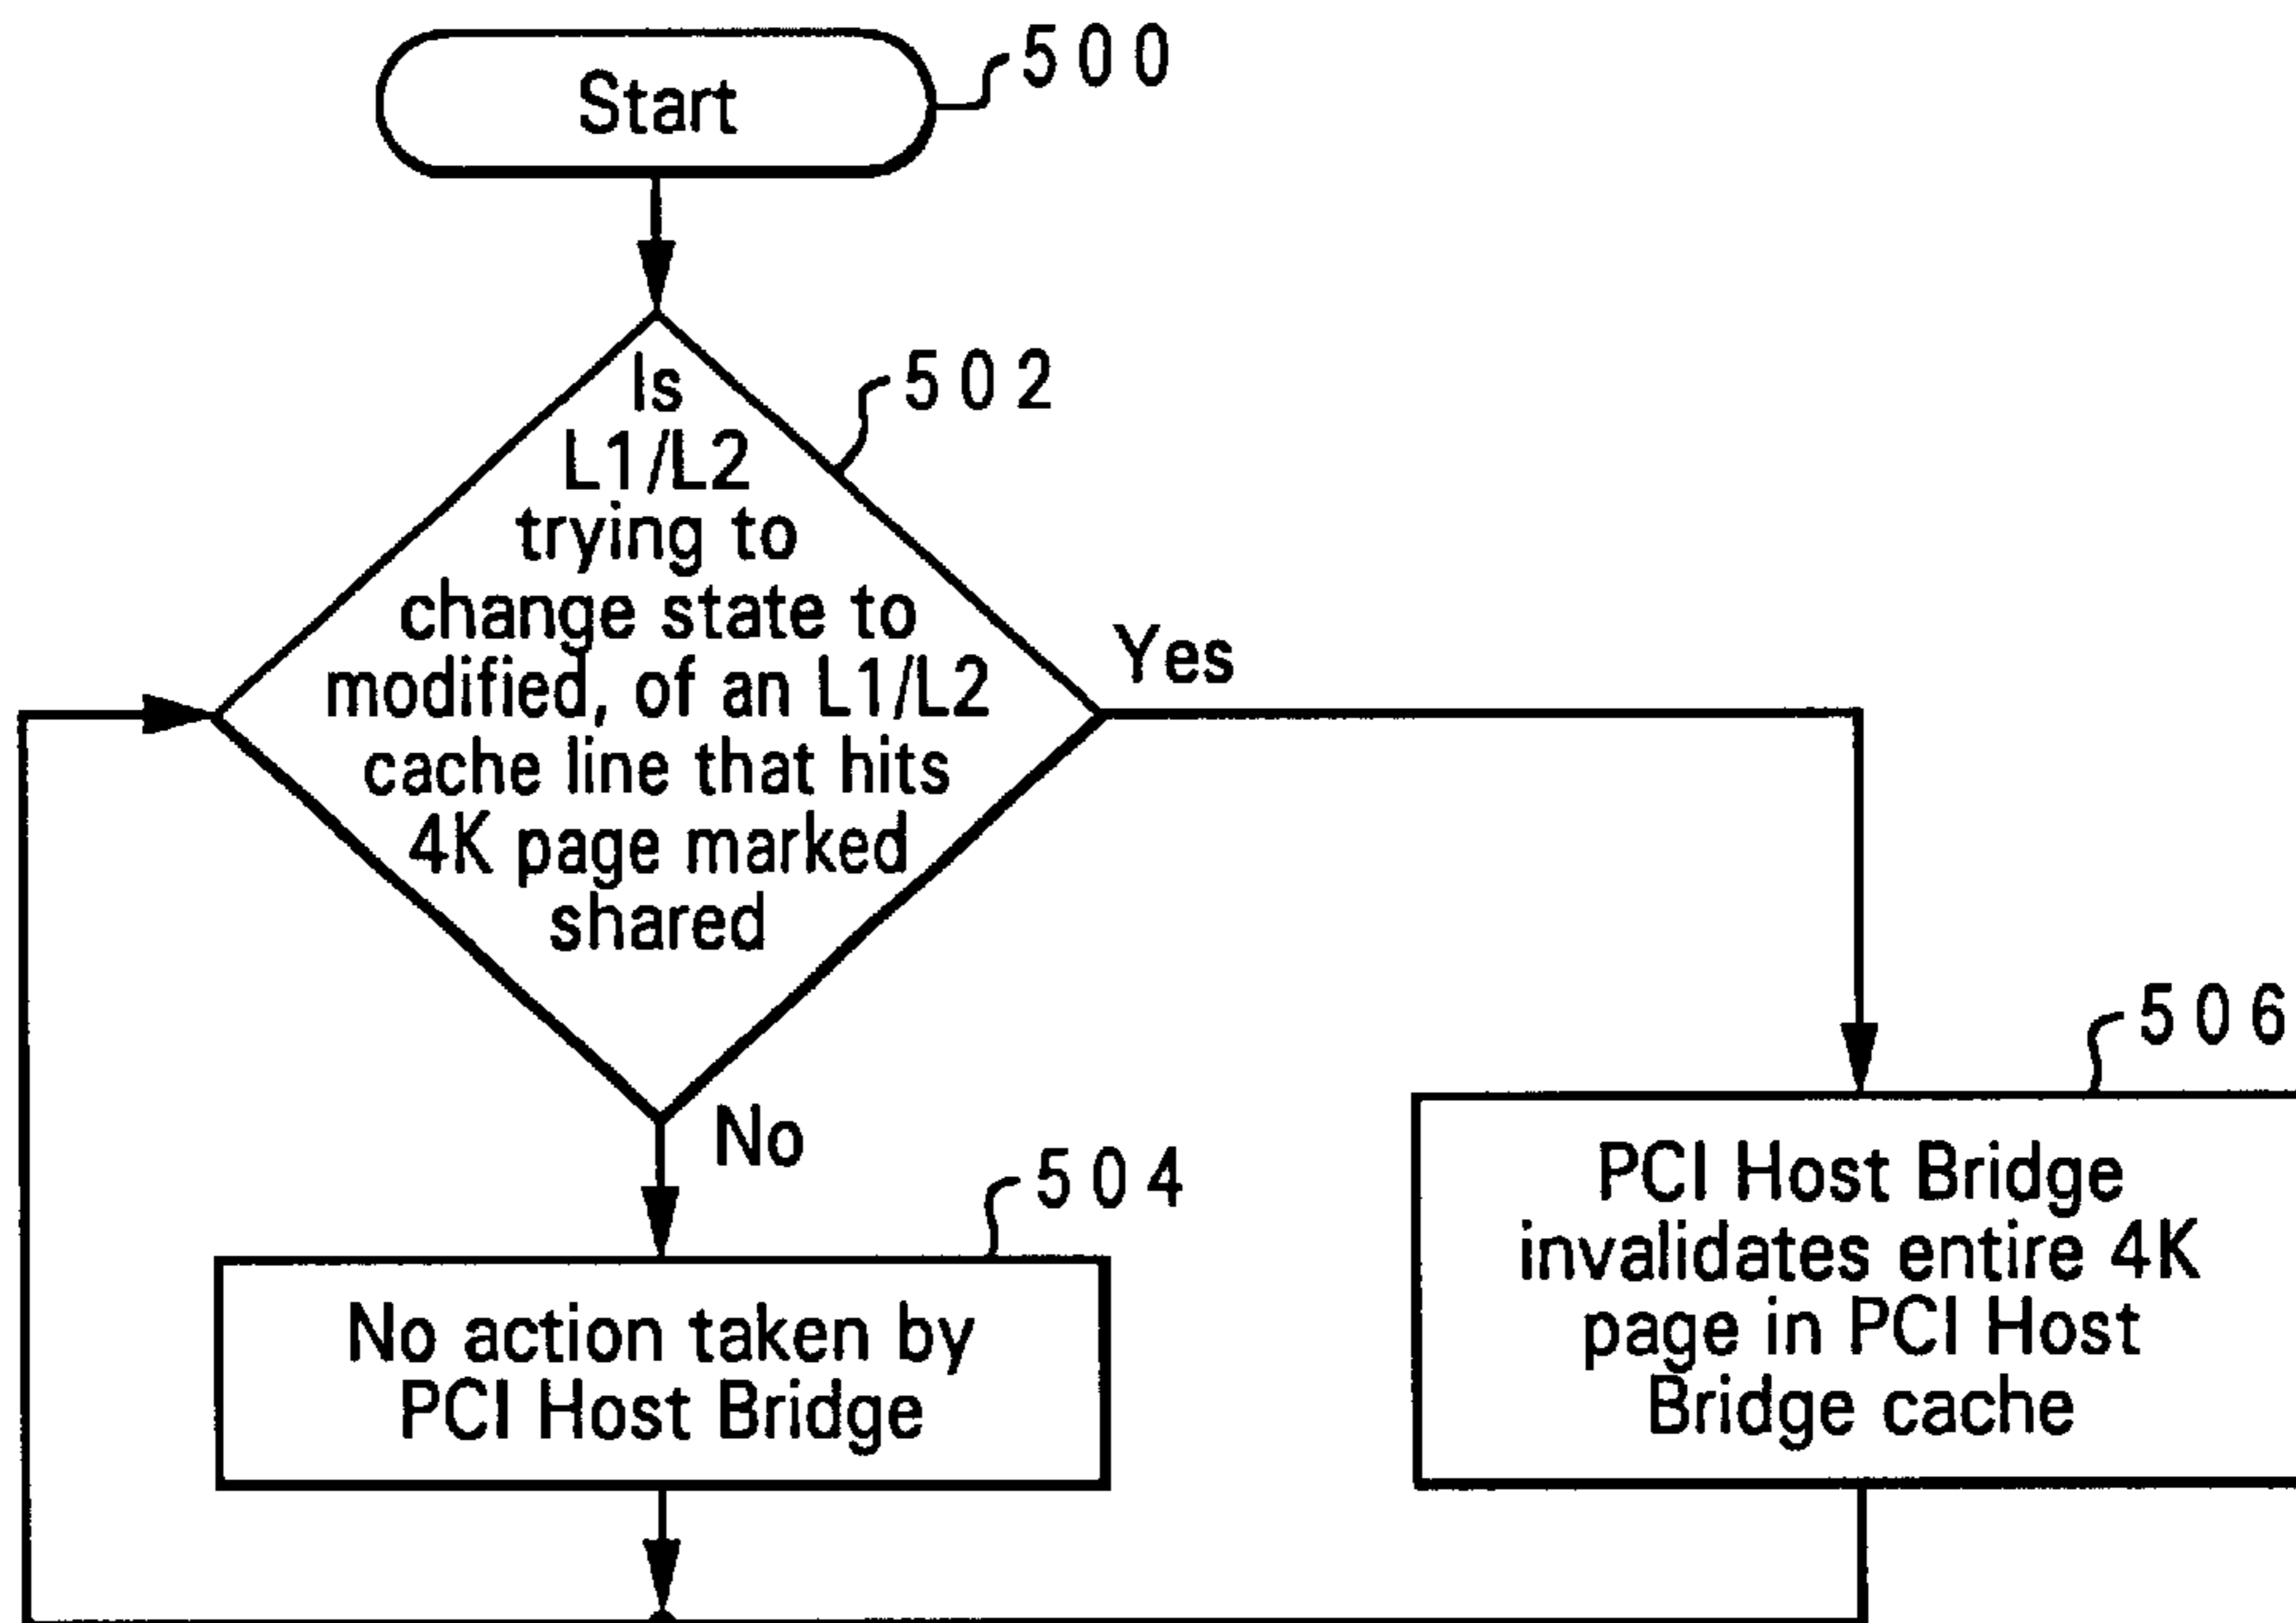 Start
500
Is
L1/L2
trying to
change state to
modified, of an L1/L2
cache line that hits
4K page marked
shared
502
Yes
No
504
No action taken by
PCI Host Bridge
506
PCI Host Bridge
invalidates entire 4K
page in PCI Host
Bridge cache